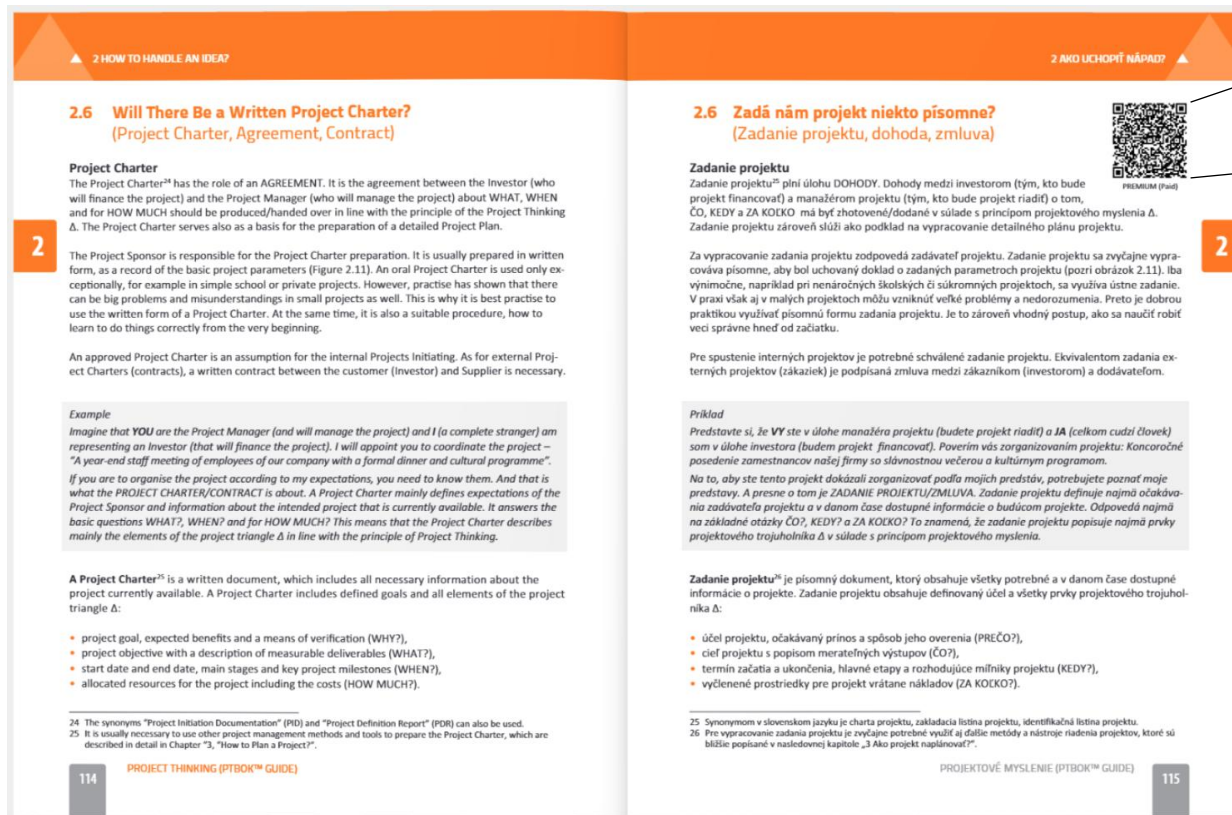 ▲ 2 HOW TO HANDLE AN IDEA?
2.6 Will There Be a Written Project Charter?
(Project Charter, Agreement, Contract)
Project Charter
The Project Charter24 has the role of an AGREEMENT. It is the agreement between the Investor (who
will finance the project) and the Project Manager (who will manage the project) about WHAT, WHEN
and for HOW MUCH should be produced/handed over in line with the principle of the Project Thinking
Δ. The Project Charter serves also as a basis for the preparation of a detailed Project Plan.
2
The Project Sponsor is responsible for the Project Charter preparation. It is usually prepared in written
form, as a record of the basic project parameters (Figure 2.11). An oral Project Charter is used only ex-
ceptionally, for example in simple school or private projects. However, practise has shown that there
can be big problems and misunderstandings in small projects as well. This is why it is best practise to
use the written form of a Project Charter. At the same time, it is also a suitable procedure, how to
learn to do things correctly from the very beginning.
An approved Project Charter is an assumption for the internal Projects Initiating. As for external Proj-
ect Charters (contracts), a written contract between the customer (Investor) and Supplier is necessary.
Example
Imagine that YOU are the Project Manager (and will manage the project) and I (a complete stranger) am
representing an Investor (that will finance the project). I will appoint you to coordinate the project –
"A year-end staff meeting of employees of our company with a formal dinner and cultural programme".
If you are to organise the project according to my expectations, you need to know them. And that is
what the PROJECT CHARTER/CONTRACT is about. A Project Charter mainly defines expectations of the
Project Sponsor and information about the intended project that is currently available. It answers the
basic questions WHAT?, WHEN? and for HOW MUCH? This means that the Project Charter describes
mainly the elements of the project triangle Δ in line with the principle of Project Thinking.
A Project Charter25 is a written document, which includes all necessary information about the
project currently available. A Project Charter includes defined goals and all elements of the project
triangle Δ:
• project goal, expected benefits and a means of verification (WHY?),
• project objective with a description of measurable deliverables (WHAT?),
• start date and end date, main stages and key project milestones (WHEN?),
• allocated resources for the project including the costs (HOW MUCH?).
24 The synonyms "Project Initiation Documentation" (PID) and "Project Definition Report" (PDR) can also be used.
25 It is usually necessary to use other project management methods and tools to prepare the Project Charter, which are
described in detail in Chapter "3, "How to Plan a Project?".
114 PROJECT THINKING (PTBOK™ GUIDE)
2 AKO UCHOPIŤ NÁPAD? ▲
2.6 Zadá nám projekt niekto písomne?
(Zadanie projektu, dohoda, zmluva)
PREMIUM (Paid)
Zadanie projektu
Zadanie projektu25 plní úlohu DOHODY. Dohody medzi investorom (tým, kto bude
projekt financovať) a manažérom projektu (tým, kto bude projekt riadiť) o tom,
ČO, KEDY a ZA KOĽKO má byť zhotovené/dodané v súlade s princípom projektového myslenia Δ.
Zadanie projektu zároveň slúži ako podklad na vypracovanie detailného plánu projektu.
2
Za vypracovanie zadania projektu zodpovedá zadávateľ projektu. Zadanie projektu sa zvyčajne vypra-
cováva písomne, aby bol uchovaný doklad o zadaných parametroch projektu (pozri obrázok 2.11). Iba
výnimočne, napríklad pri nenáročných školských či súkromných projektoch, sa využíva ústne zadanie.
V praxi však aj v malých projektoch môžu vzniknúť veľké problémy a nedorozumenia. Preto je dobrou
praktikou využívať písomnú formu zadania projektu. Je to zároveň vhodný postup, ako sa naučiť robiť
veci správne hneď od začiatku.
Pre spustenie interných projektov je potrebné schválené zadanie projektu. Ekvivalentom zadania ex-
terných projektov (zákaziek) je podpísaná zmluva medzi zákazníkom (investorom) a dodávateľom.
Príklad
Predstavte si, že VY ste v úlohe manažéra projektu (budete projekt riadiť) a JA (celkom cudzí človek)
som v úlohe investora (budem projekt financovať). Poverím vás zorganizovaním projektu: Koncoročné
posedenie zamestnancov našej firmy so slávnostnou večerou a kultúrnym programom.
Na to, aby ste tento projekt dokázali zorganizovať podľa mojich predstáv, potrebujete poznať moje
predstavy. A presne o tom je ZADANIE PROJEKTU/ZMLUVA. Zadanie projektu definuje najmä očakáva-
nia zadávateľa projektu a v danom čase dostupné informácie o budúcom projekte. Odpovedá najmä
na základné otázky ČO?, KEDY? a ZA KOĽKO? To znamená, že zadanie projektu popisuje najmä prvky
projektového trojuholníka Δ v súlade s princípom projektového myslenia.
Zadanie projektu26 je písomný dokument, ktorý obsahuje všetky potrebné a v danom čase dostupné
informácie o projekte. Zadanie projektu obsahuje definovaný účel a všetky prvky projektového trojuhol-
níka Δ:
• účel projektu, očakávaný prínos a spôsob jeho overenia (PREČO?),
• cieľ projektu s popisom merateľných výstupov (ČO?),
• termín začatia a ukončenia, hlavné etapy a rozhodujúce míľniky projektu (KEDY?),
• vyčlenené prostriedky pre projekt vrátane nákladov (ZA KOĽKO?).
25 Synonymom v slovenskom jazyku je charta projektu, zakladacia listina projektu, identifikačná listina projektu.
26 Pre vypracovanie zadania projektu je zvyčajne potrebné využiť aj ďalšie metódy a nástroje riadenia projektov, ktoré sú
bližšie popísané v nasledovnej kapitole „3 Ako projekt naplánovať?".
PROJEKTOVÉ MYSLENIE (PTBOK™ GUIDE) 115